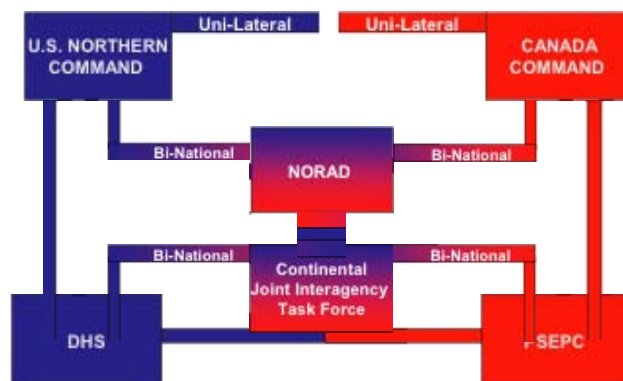 Uni-Lateral
Uni-Lateral
U.S. NORTHERN
COMMAND
CANADA
COMMAND
Bi-National
NORAD
Bi-National
Bi-National
Continental
Joint Interagency
Task Force
Bi-National
DHS
PSEPC